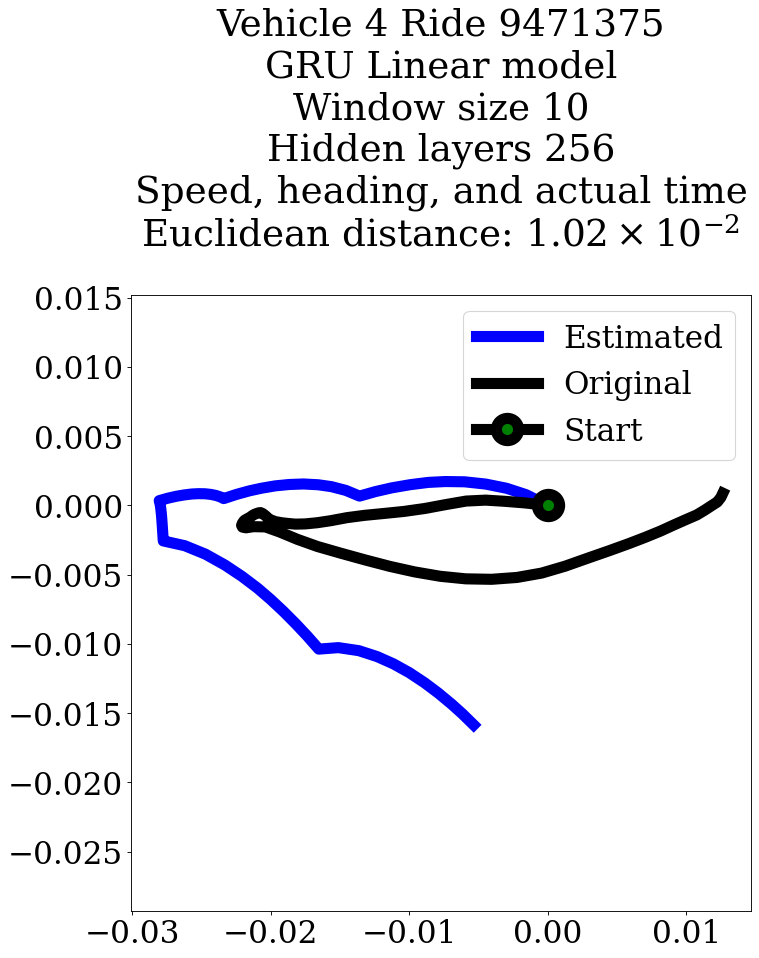 Vehicle 4 Ride 9471375
GRU Linear model
Window size 10
Hidden layers 256
Speed, heading, and actual time
Euclidean distance: 1.02 × 10⁻²
Estimated
Original
Start
0.015
0.010
0.005
0.000
−0.005
−0.010
−0.015
−0.020
−0.025
−0.03 −0.02 −0.01 0.00 0.01